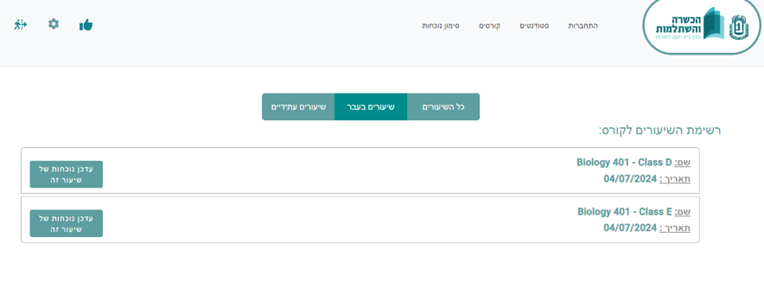 הכשרה
והשתלמות
התחברות
סטודנטים
קורסים
סימון נוכחות
כל השיעורים
שיעורים בעבר
שיעורים עתידיים
רשימת השיעורים לקורס:
שם: Biology 401 - Class D
תאריך : 04/07/2024
עדכן נוכחות של
שיעור זה
שם: Biology 401 - Class E
תאריך : 04/07/2024
עדכן נוכחות של
שיעור זה